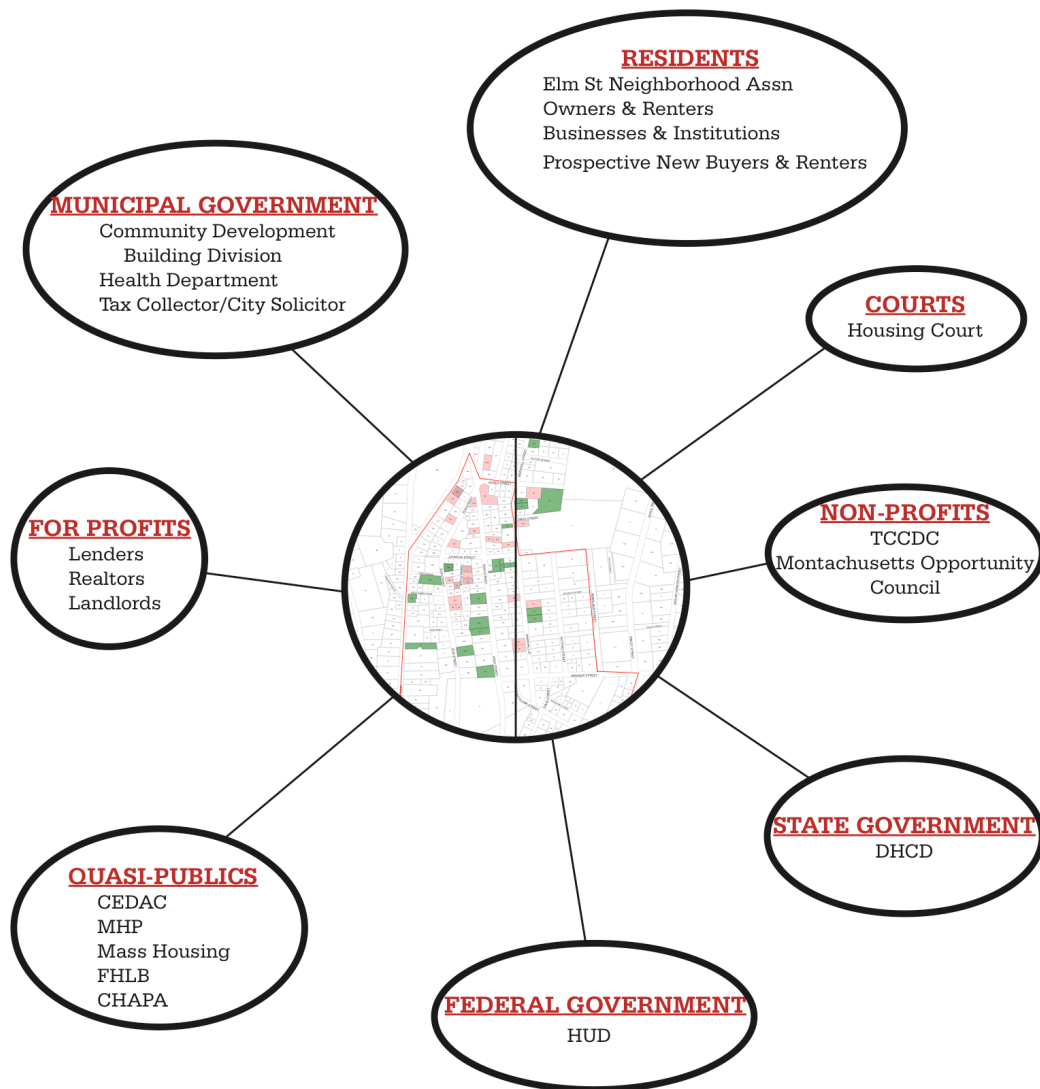 RESIDENTS
Elm St Neighborhood Assn
Owners & Renters
Businesses & Institutions
Prospective New Buyers & Renters
MUNICIPAL GOVERNMENT
Community Development
Building Division
Health Department
Tax Collector/City Solicitor
COURTS
Housing Court
FOR PROFITS
Lenders
Realtors
Landlords
NON-PROFITS
TCCDC
Montachusetts Opportunity
Council
STATE GOVERNMENT
DHCD
QUASI-PUBLICS
CEDAC
MHP
Mass Housing
FHLB
CHAPA
FEDERAL GOVERNMENT
HUD